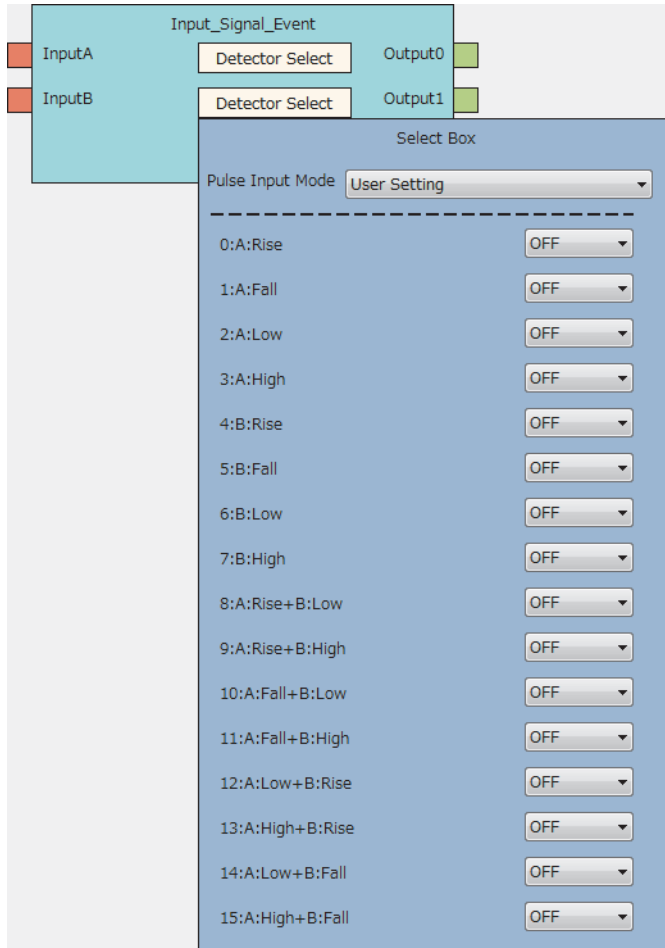 Input_Signal_Event
InputA Detector Select Output0
InputB Detector Select Output1
Select Box
Pulse Input Mode User Setting
0:A:Rise OFF
1:A:Fall OFF
2:A:Low OFF
3:A:High OFF
4:B:Rise OFF
5:B:Fall OFF
6:B:Low OFF
7:B:High OFF
8:A:Rise+B:Low OFF
9:A:Rise+B:High OFF
10:A:Fall+B:Low OFF
11:A:Fall+B:High OFF
12:A:Low+B:Rise OFF
13:A:High+B:Rise OFF
14:A:Low+B:Fall OFF
15:A:High+B:Fall OFF